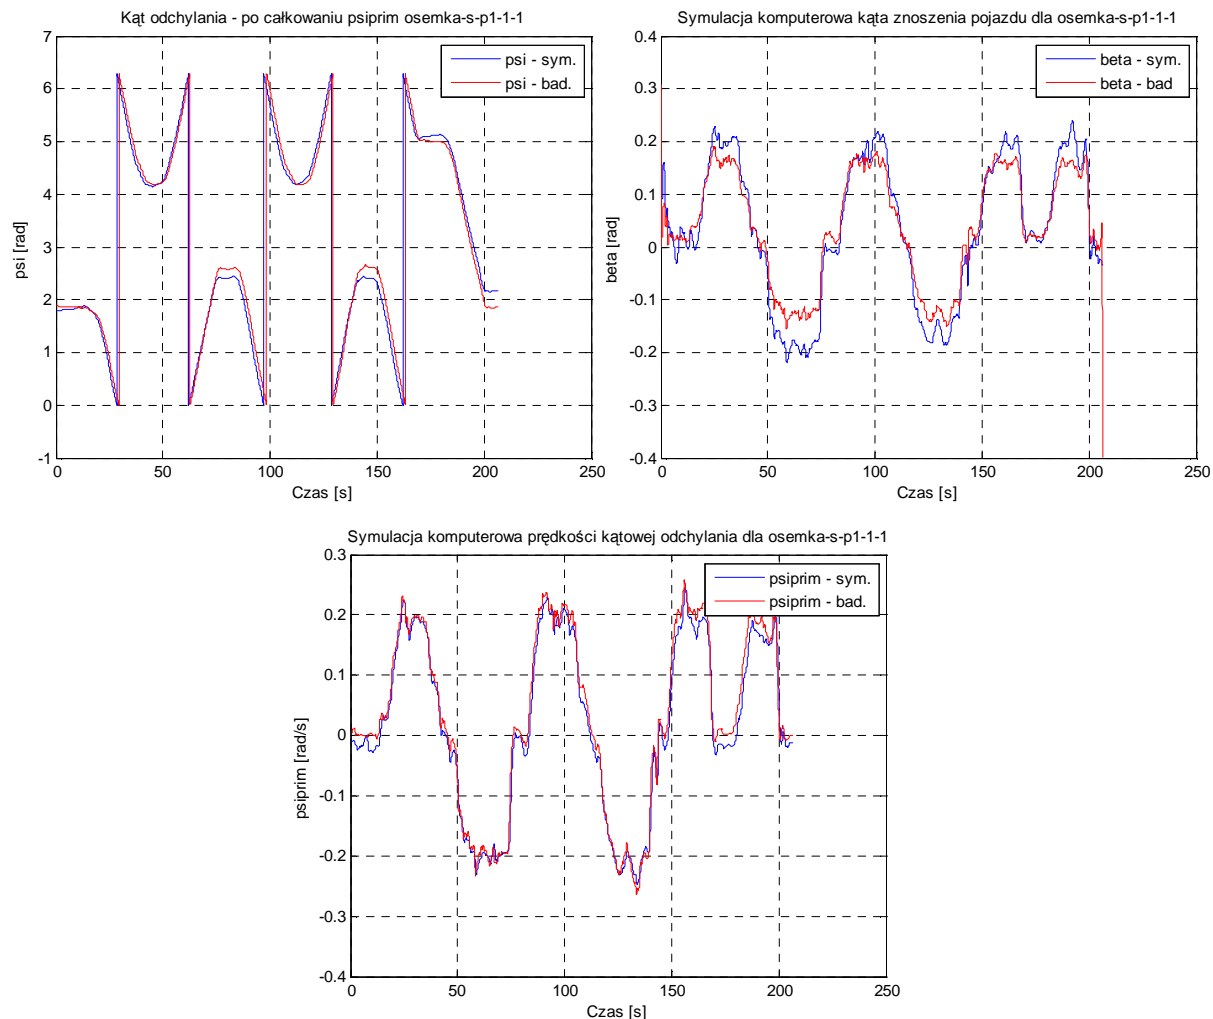 Kąt odchylania - po całkowaniu psiprim osemka-s-p1-1-1
7
6
5
4
3
2
1
0
-1
psi [rad]
psi - sym.
psi - bad.
0
50
100
150
200
250
Czas [s]
Symulacja komputerowa kąta znoszenia pojazdu dla osemka-s-p1-1-1
0.4
0.3
0.2
0.1
0
-0.1
-0.2
-0.3
-0.4
beta [rad]
beta - sym.
beta - bad
0
50
100
150
200
250
Czas [s]
Symulacja komputerowa prędkości kątowej odchylania dla osemka-s-p1-1-1
0.3
0.2
0.1
0
-0.1
-0.2
-0.3
-0.4
psiprim [rad/s]
psiprim - sym.
psiprim - bad.
0
50
100
150
200
250
Czas [s]